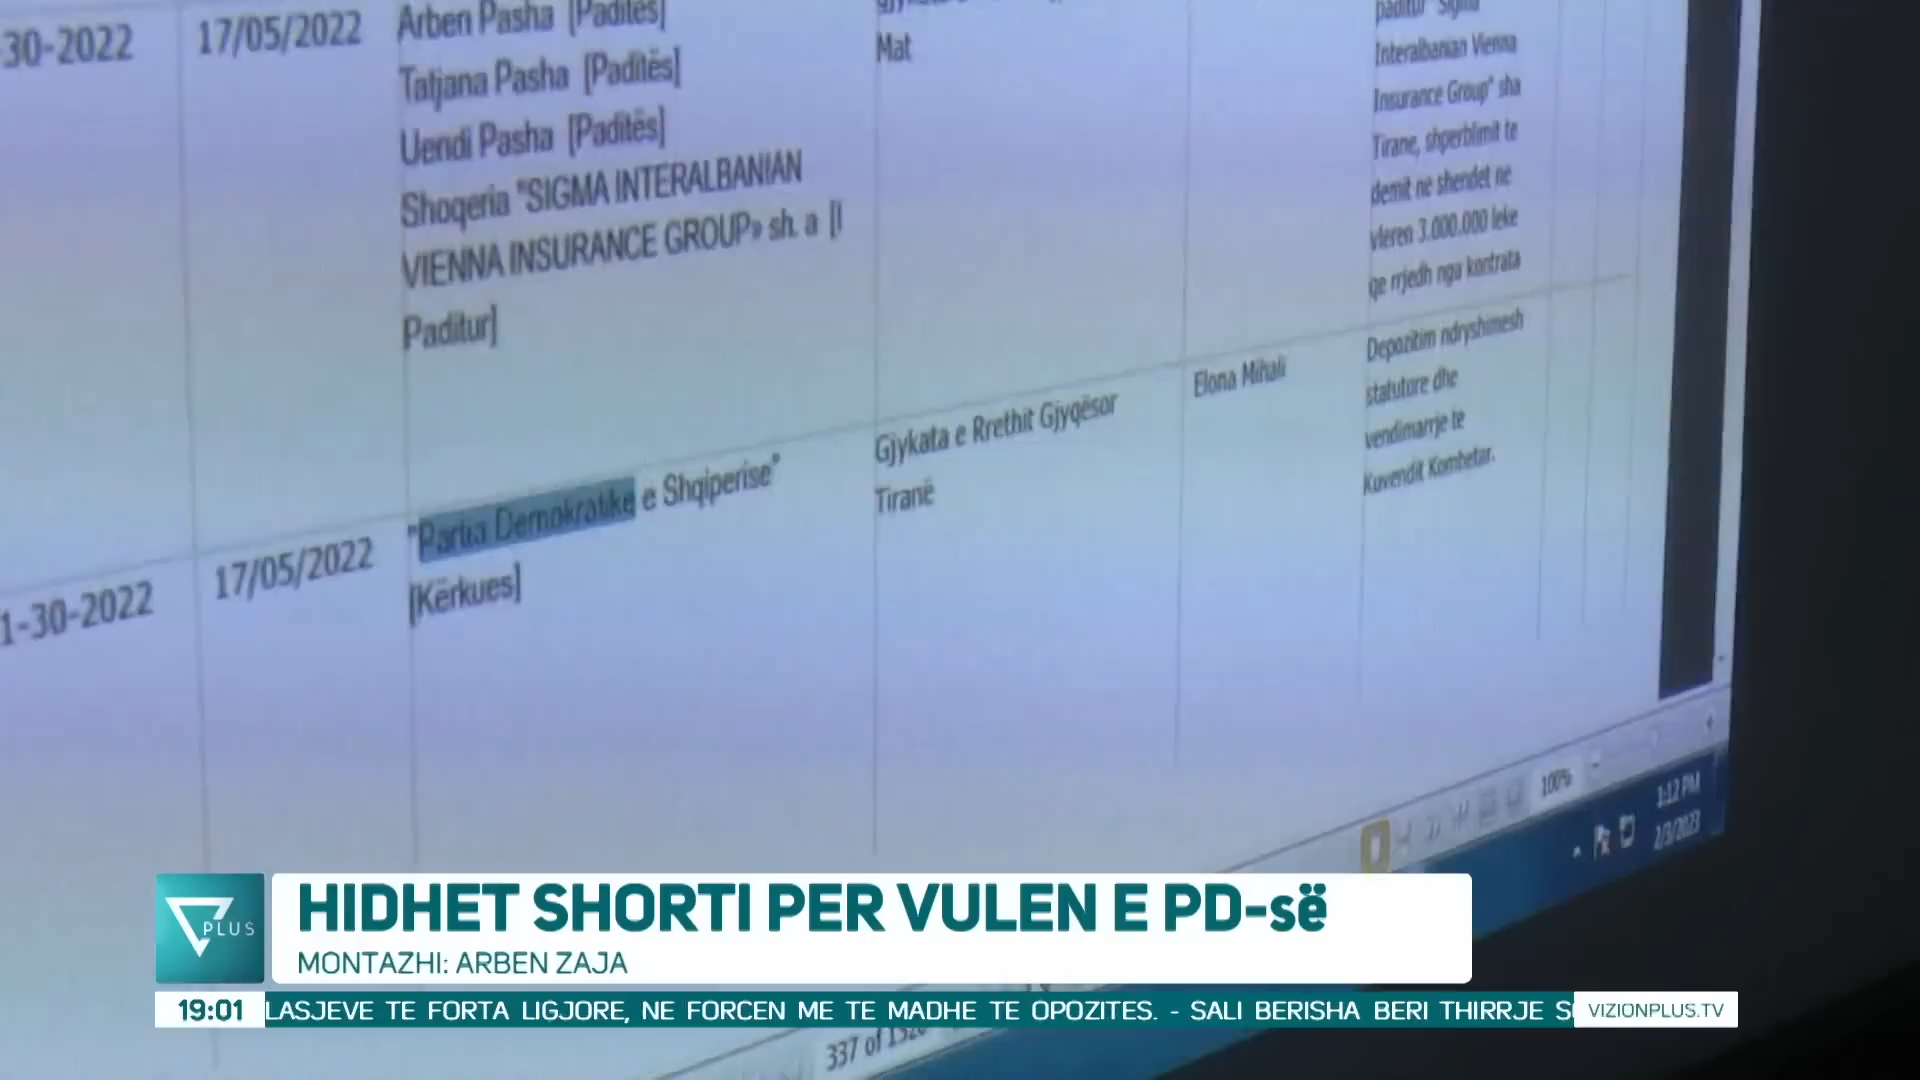 -30-2022
17/05/2022
Arben Pasha [Paditës]
Tatjana Pasha [Paditës]
Uendi Pasha [Paditës]
Shoqeria "SIGMA INTERALBANIAN
VIENNA INSURANCE GROUP» sh. a [I
Paditur]
Mat
paditur "Sigma
Interalbanian Vienna
Insurance Group" sha
Tirane, shperblimit te
demit ne shendet ne
vleren 3.000.000 leke
qe rrjedh nga kontrata
1-30-2022
17/05/2022
"Partia Demokratike e Shqiperise"
[Kërkues]
Gjykata e Rrethit Gjyqësor
Tiranë
Elona Mihali
Depozitim ndryshimesh
statutore dhe
vendimarrje te
Kuvendit Kombetar.
100%
1:12 PM
2/3/2023
PLUS
HIDHET SHORTI PER VULEN E PD-së
MONTAZHI: ARBEN ZAJA
19:01 LASJEVE TE FORTA LIGJORE, NE FORCEN ME TE MADHE TE OPOZITES. - SALI BERISHA BERI THIRRJE S VIZIONPLUS.TV
337 of